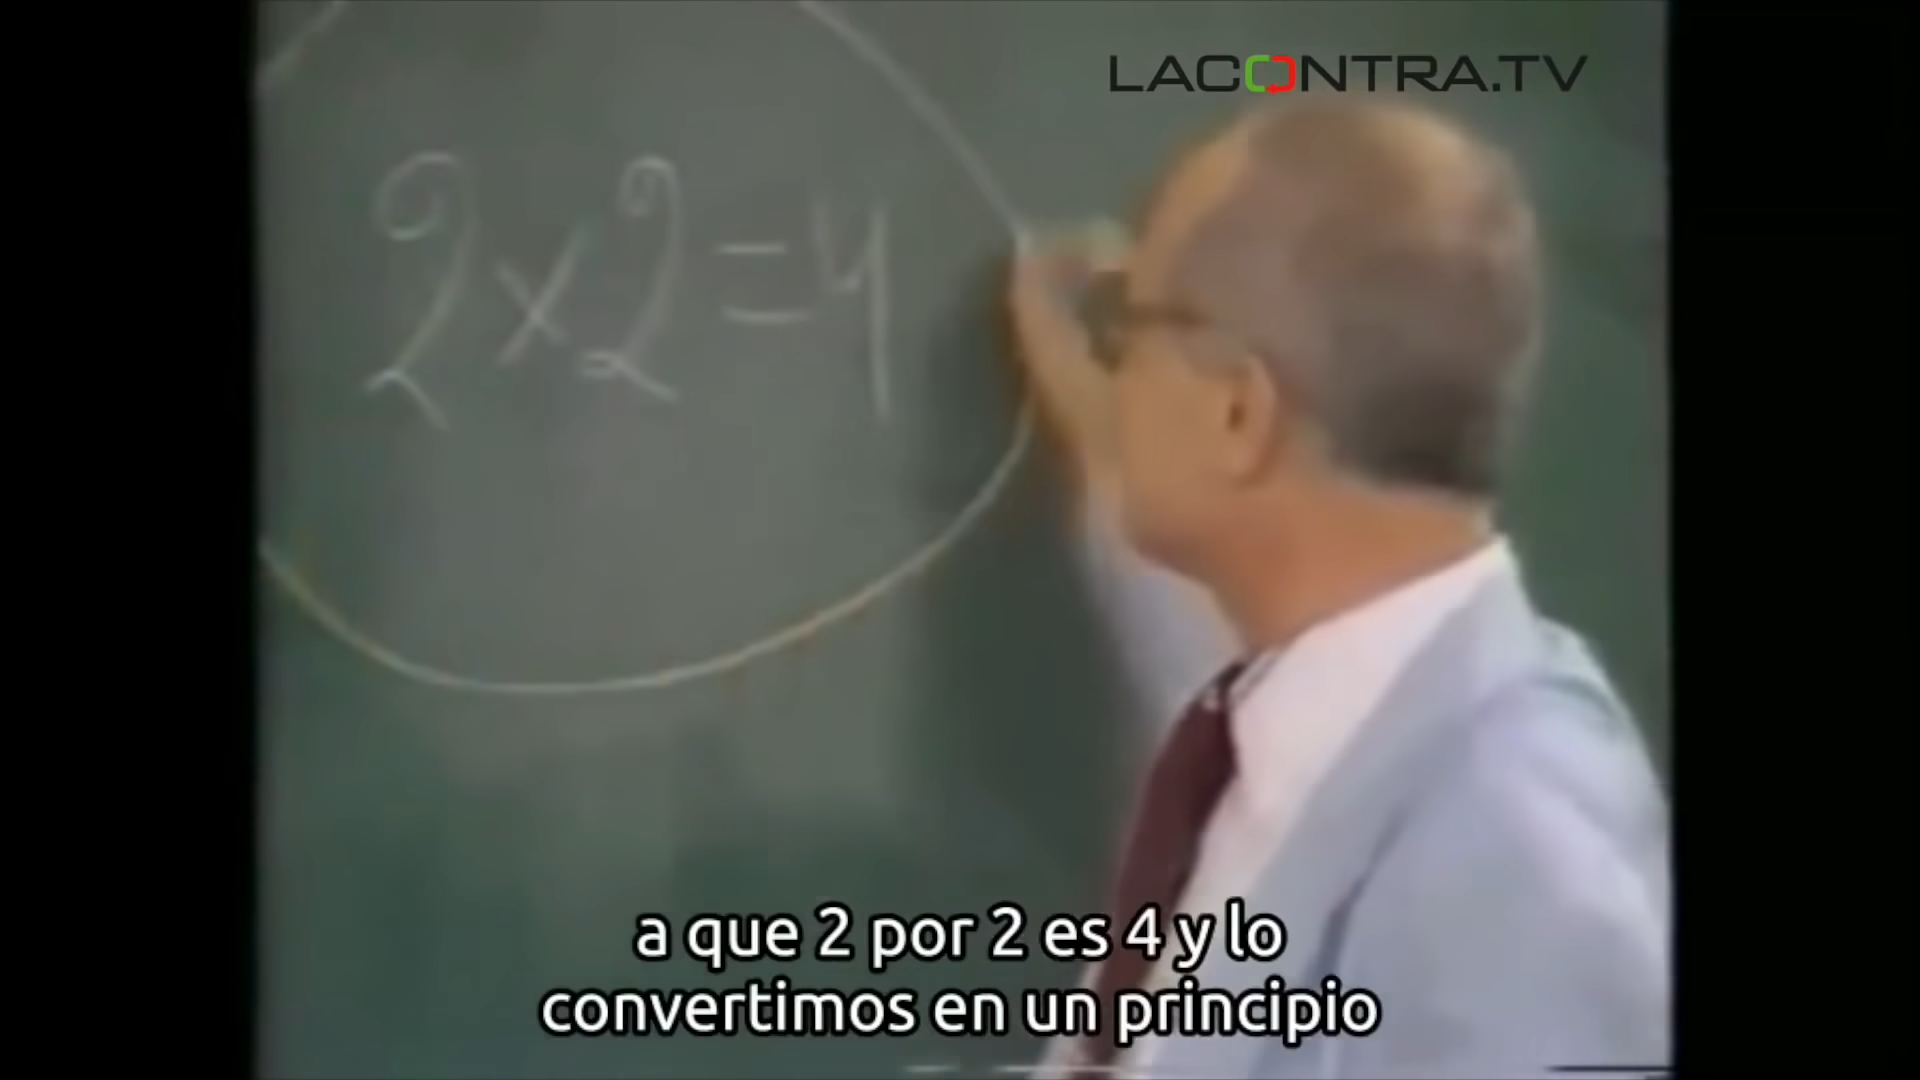 LACONTRA.TV
2x2=4
a que 2 por 2 es 4 y lo
convertimos en un principio